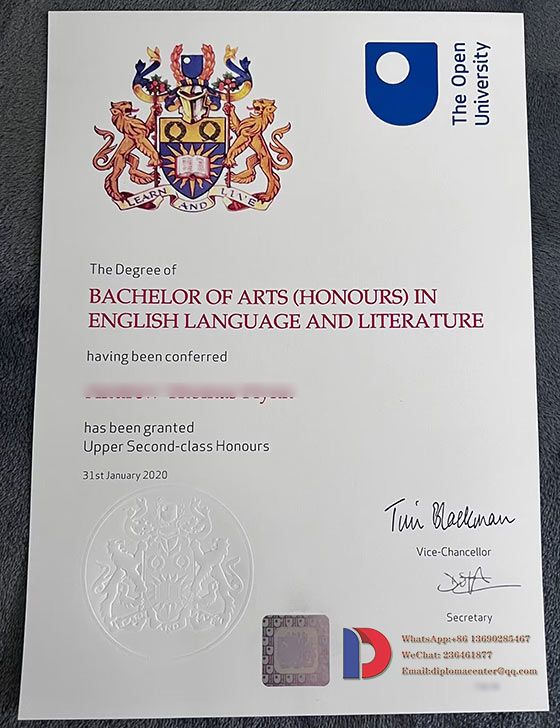 The Open
University
LEARN AND LIVE
The Degree of
BACHELOR OF ARTS (HONOURS) IN
ENGLISH LANGUAGE AND LITERATURE
having been conferred
has been granted
Upper Second-class Honours
31st January 2020
Tim Blackman
Vice-Chancellor
Secretary
WhatsApp:+86 13690285467
WeChat: 236461877
Email:diplomacenter@qq.com